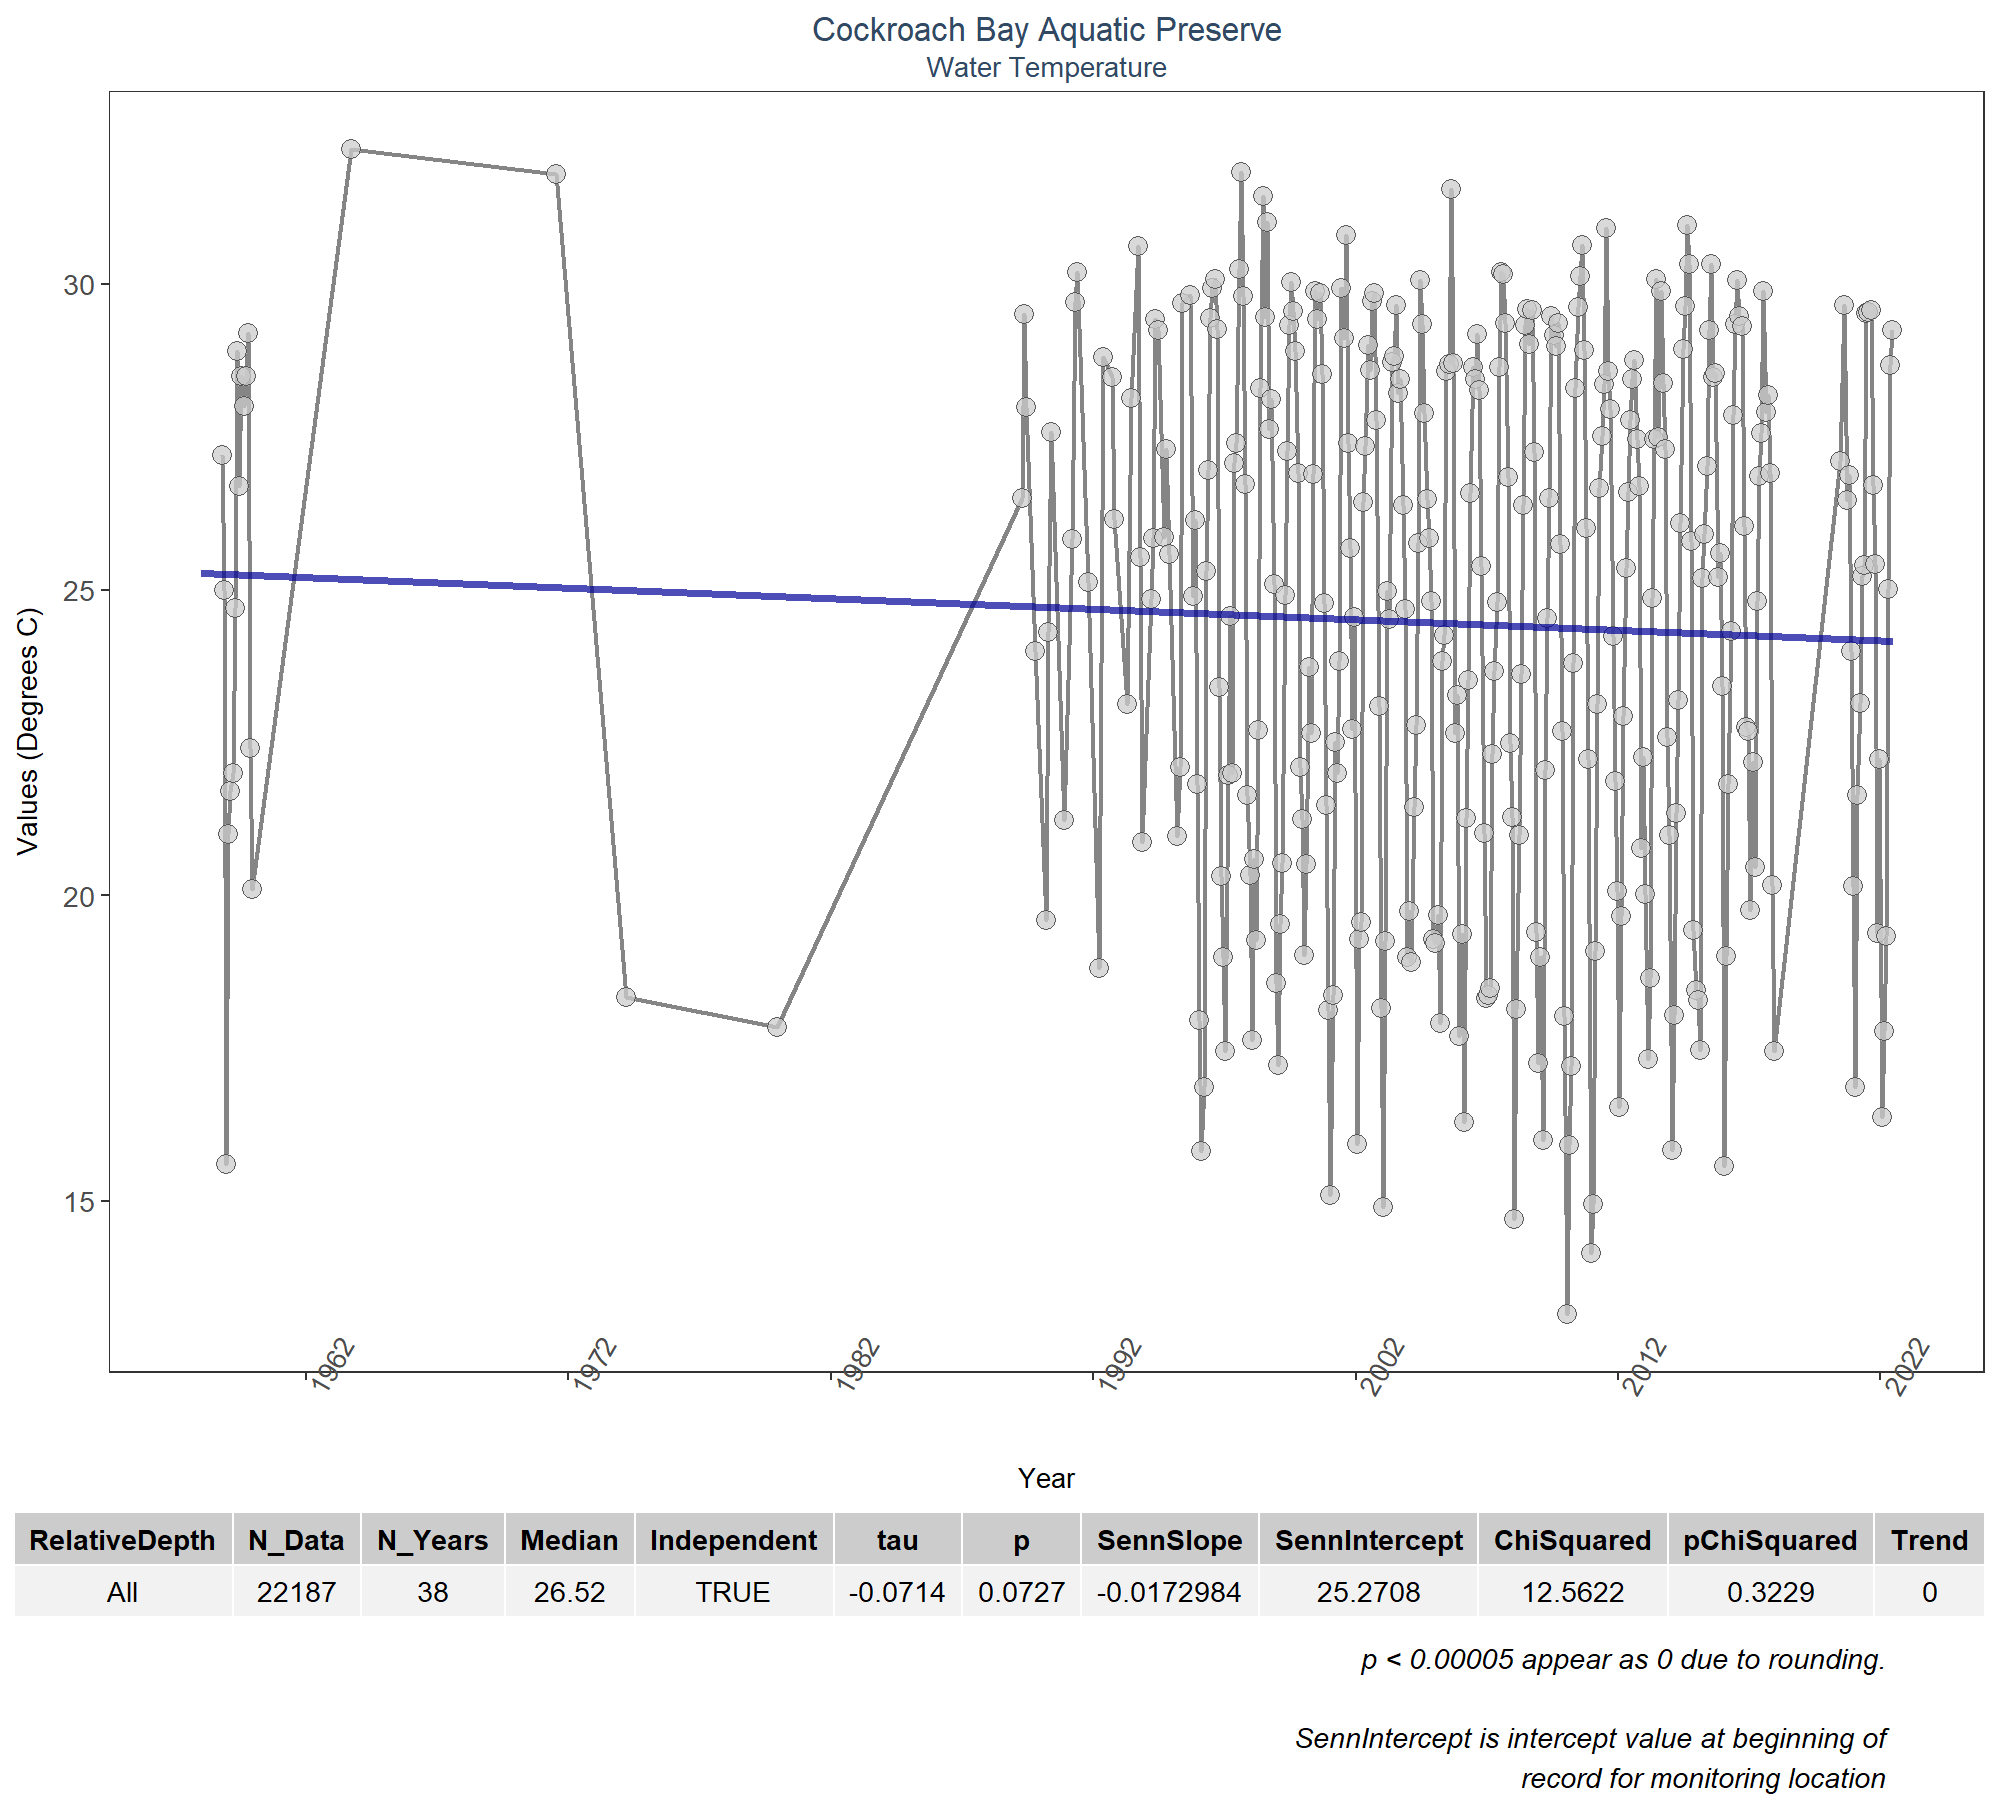 Cockroach Bay Aquatic Preserve
Water Temperature
Values (Degrees C)
30
25
20
15
1962
1972
1982
1992
2002
2012
2022
Year
RelativeDepth N_Data N_Years Median Independent tau p SennSlope SennIntercept ChiSquared pChiSquared Trend
All 22187 38 26.52 TRUE -0.0714 0.0727 -0.0172984 25.2708 12.5622 0.3229 0
p < 0.00005 appear as 0 due to rounding.
SennIntercept is intercept value at beginning of
record for monitoring location